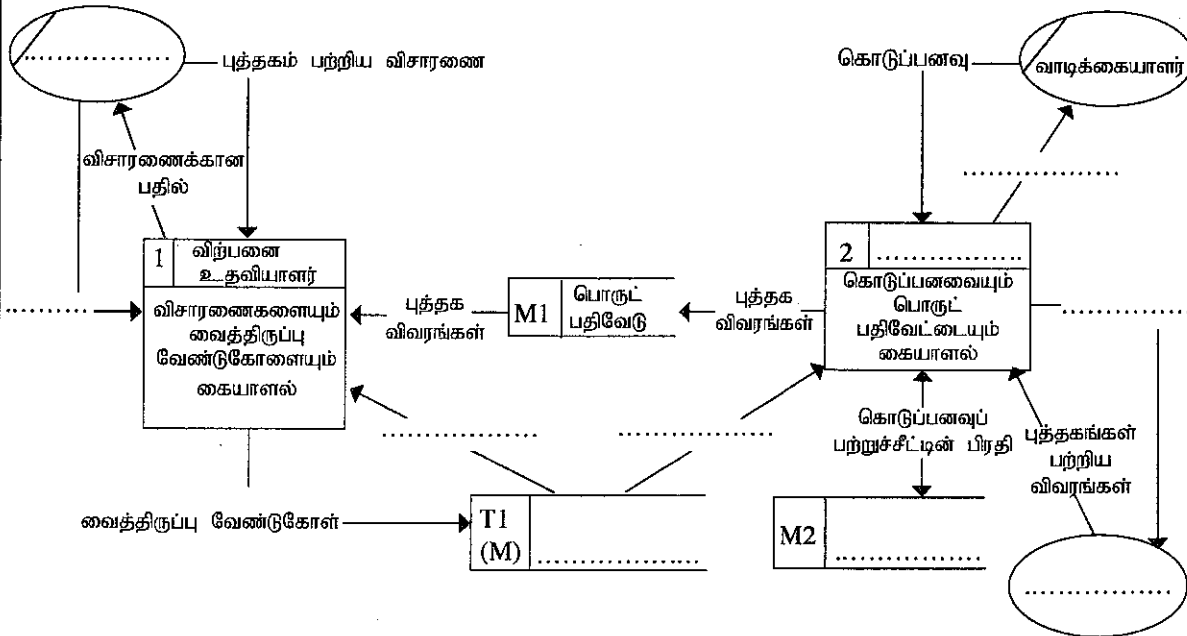 ..................
புத்தகம் பற்றிய விசாரணை
கொடுப்பனவு
வாடிக்கையாளர்
விசாரணைக்கான
பதில்
..................
1
விற்பனை
உதவியாளர்
விசாரணைகளையும்
வைத்திருப்பு
வேண்டுகோளையும்
கையாளல்
..........
புத்தக
விவரங்கள்
M1
பொருட்
பதிவேடு
புத்தக
விவரங்கள்
2
................
கொடுப்பனவையும்
பொருட்
பதிவேட்டையும்
கையாளல்
..............
..................
..................
கொடுப்பனவுப்
பற்றுச்சீட்டின் பிரதி
புத்தகங்கள்
பற்றிய
விவரங்கள்
வைத்திருப்பு வேண்டுகோள்
T1
(M)
....................
M2
..................
..................